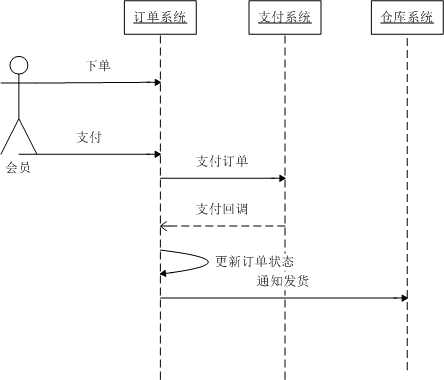 订单系统
支付系统
仓库系统
下单
支付
会员
支付订单
支付回调
更新订单状态
通知发货